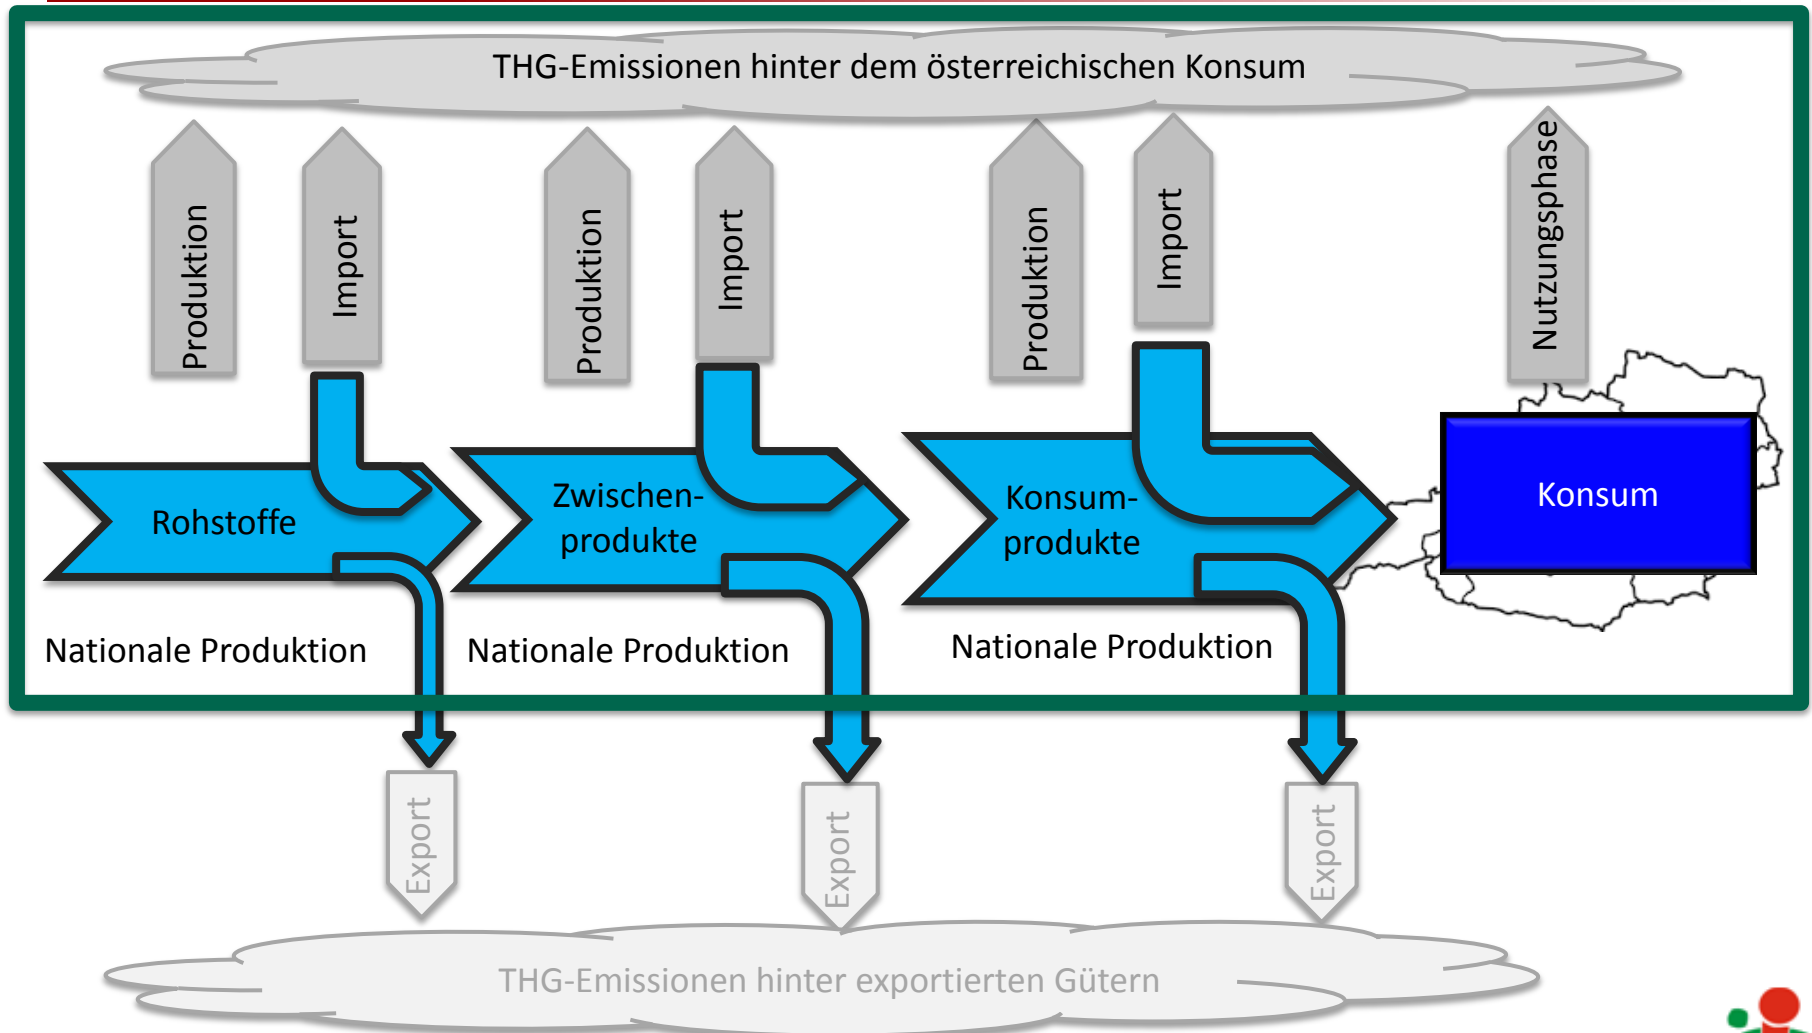 THG-Emissionen hinter dem österreichischen Konsum
Produktion
Import
Produktion
Import
Produktion
Import
Nutzungsphase
Rohstoffe
Zwischen-
produkte
Konsum-
produkte
Konsum
Nationale Produktion
Nationale Produktion
Nationale Produktion
Export
Export
Export
THG-Emissionen hinter exportierten Gütern